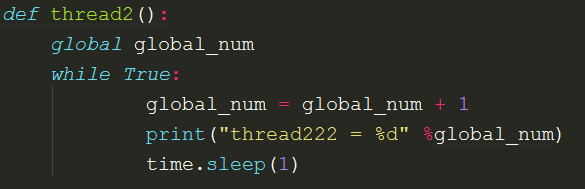 def thread2():
    global global_num
    while True:
            global_num = global_num + 1
            print("thread222 = %d" %global_num)
            time.sleep(1)